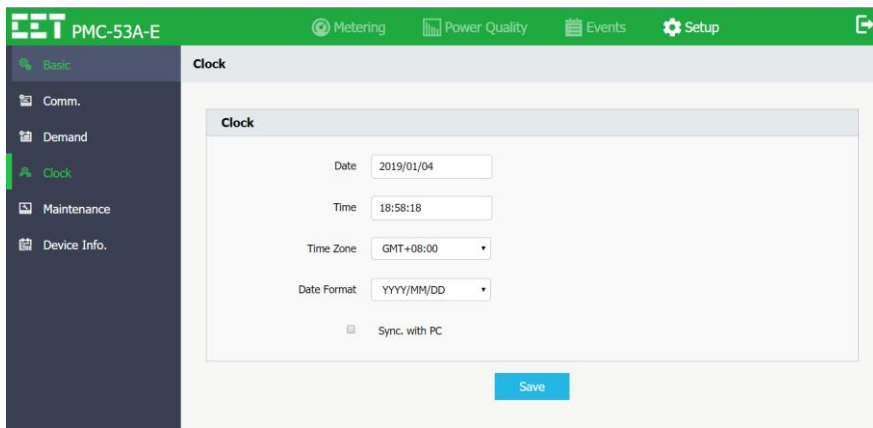 CET PMC-53A-E
Metering
Power Quality
Events
Setup
Basic
Comm.
Demand
Clock
Maintenance
Device Info.
Clock
Clock
Date 2019/01/04
Time 18:58:18
Time Zone GMT+08:00
Date Format YYYY/MM/DD
Sync. with PC
Save